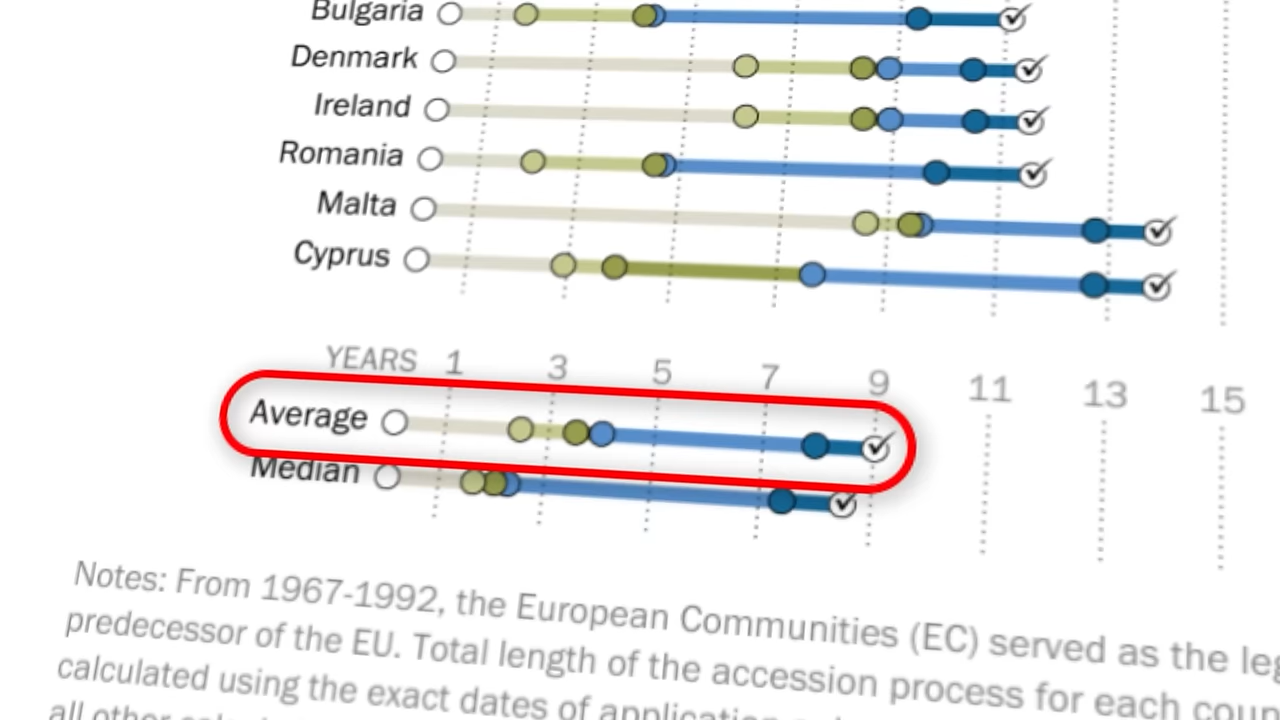 Bulgaria
Denmark
Ireland
Romania
Malta
Cyprus
YEARS 1 3 5 7 9 11 13 15
Average
Median
Notes: From 1967-1992, the European Communities (EC) served as the
predecessor of the EU. Total length of the accession process for each
calculated using the exact dates of application
all other